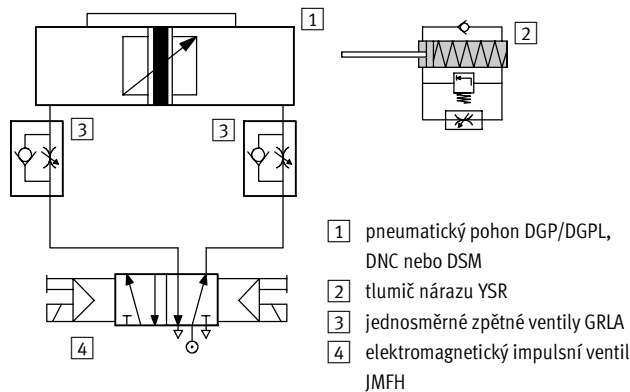 1
2
3
3
4
1 pneumatický pohon DGP/DGPL,
DNC nebo DSM
2 tlumič nárazu YSR
3 jednosměrné zpětné ventily GRLA
4 elektromagnetický impulsní ventil
JMFH